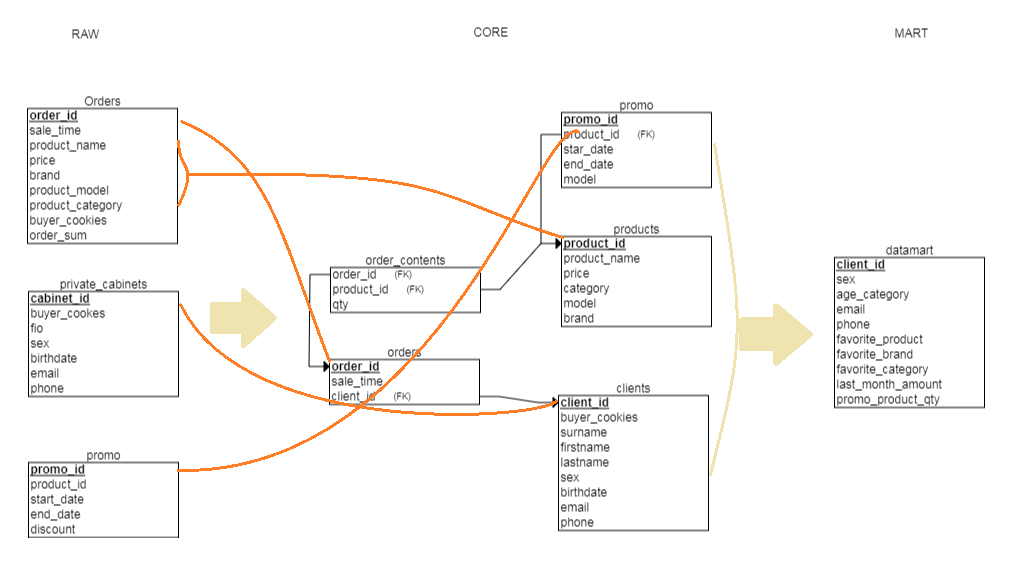 RAW
CORE
MART
Orders
order_id
sale_time
product_name
price
brand
product_model
product_category
buyer_cookies
order_sum
private_cabinets
cabinet_id
buyer_cookes
fio
sex
birthdate
email
phone
promo
promo_id
product_id
start_date
end_date
discount
order_contents
order_id (FK)
product_id (FK)
qty
orders
order_id
sale_time
client_id (FK)
promo
promo_id
product_id (FK)
star_date
end_date
model
products
product_id
product_name
price
category
model
brand
clients
client_id
buyer_cookies
surname
firstname
lastname
sex
birthdate
email
phone
datamart
client_id
sex
age_category
email
phone
favorite_product
favorite_brand
favorite_category
last_month_amount
promo_product_qty